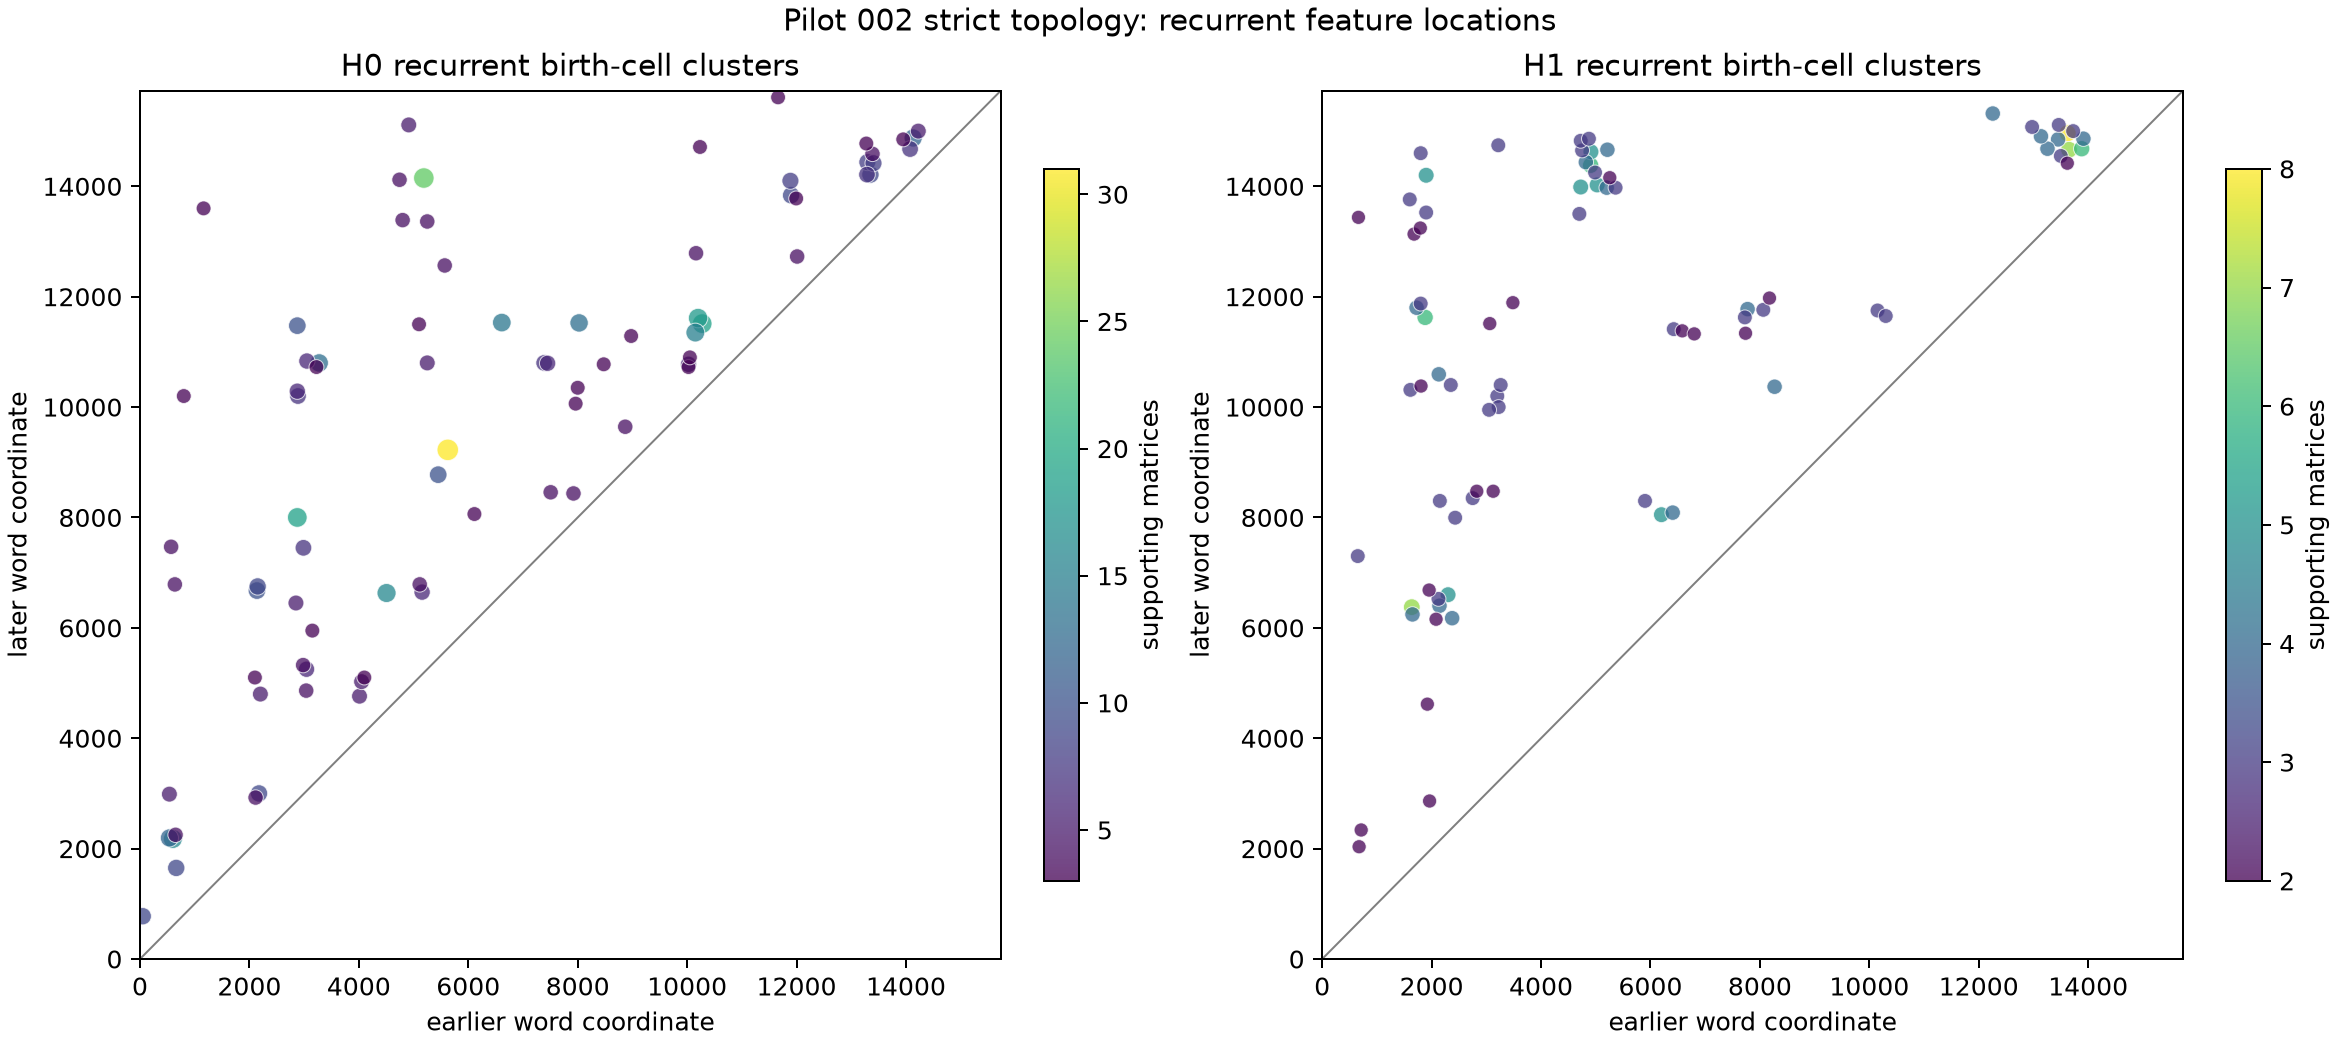 Pilot 002 strict topology: recurrent feature locations
H0 recurrent birth-cell clusters
later word coordinate
14000
12000
10000
8000
6000
4000
2000
0
0 2000 4000 6000 8000 10000 12000 14000
earlier word coordinate
30
25
20
15
10
5
supporting matrices
H1 recurrent birth-cell clusters
later word coordinate
14000
12000
10000
8000
6000
4000
2000
0
0 2000 4000 6000 8000 10000 12000 14000
earlier word coordinate
8
7
6
5
4
3
2
supporting matrices